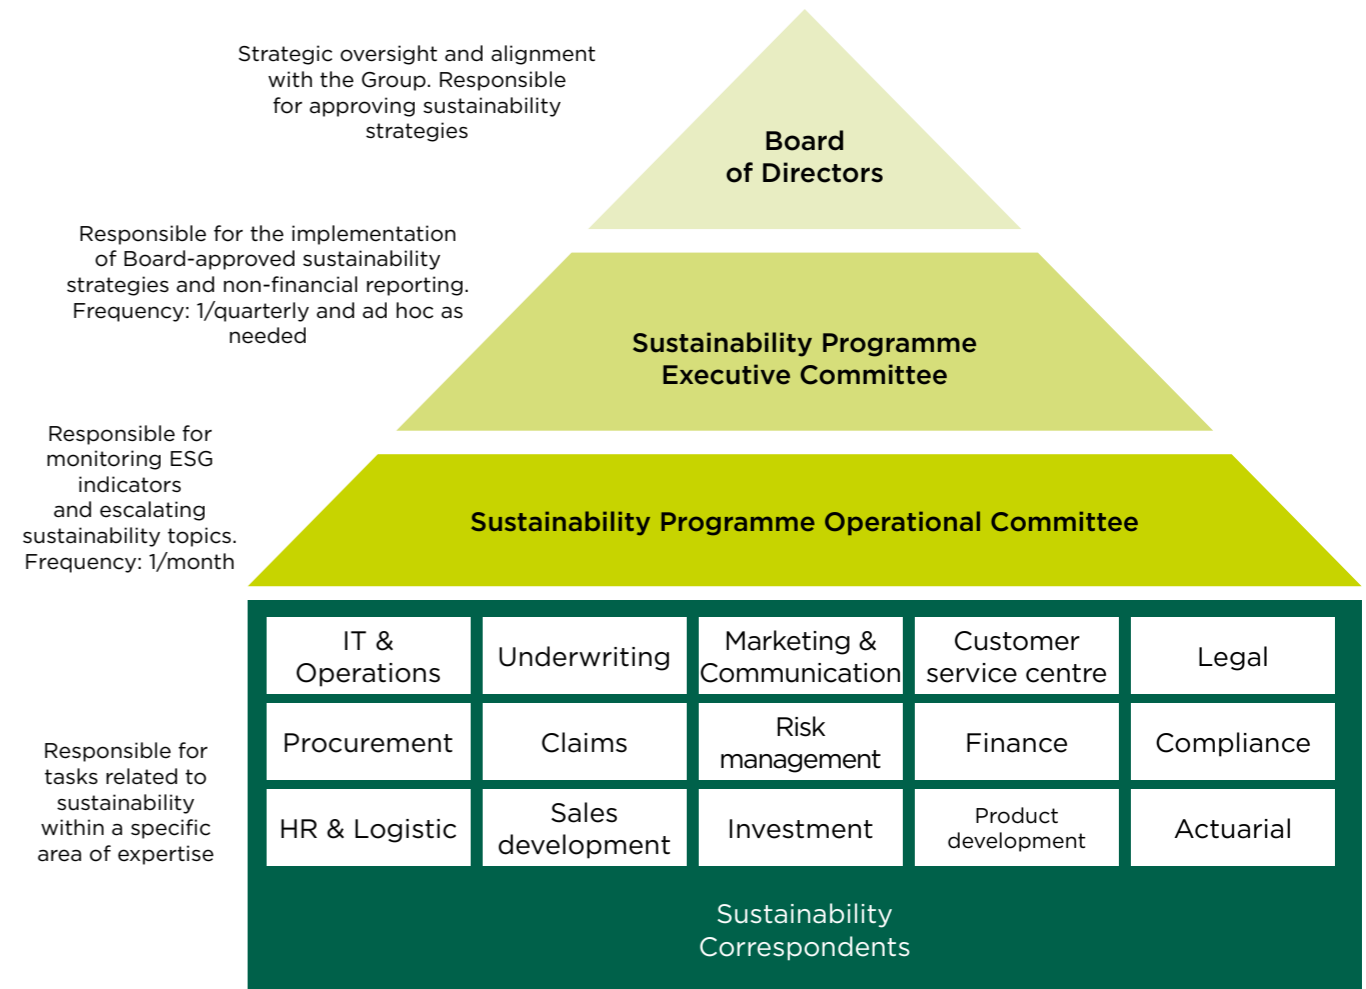 Strategic oversight and alignment
with the Group. Responsible
for approving sustainability
strategies
Board
of Directors
Responsible for the implementation
of Board-approved sustainability
strategies and non-financial reporting.
Frequency: 1/quarterly and ad hoc as
needed
Sustainability Programme
Executive Committee
Responsible for
monitoring ESG
indicators
and escalating
sustainability topics.
Frequency: 1/month
Sustainability Programme Operational Committee
Responsible for
tasks related to
sustainability
within a specific
area of expertise
IT &
Operations
Underwriting
Marketing &
Communication
Customer
service centre
Legal
Procurement
Claims
Risk
management
Finance
Compliance
HR & Logistic
Sales
development
Investment
Product
development
Actuarial
Sustainability
Correspondents